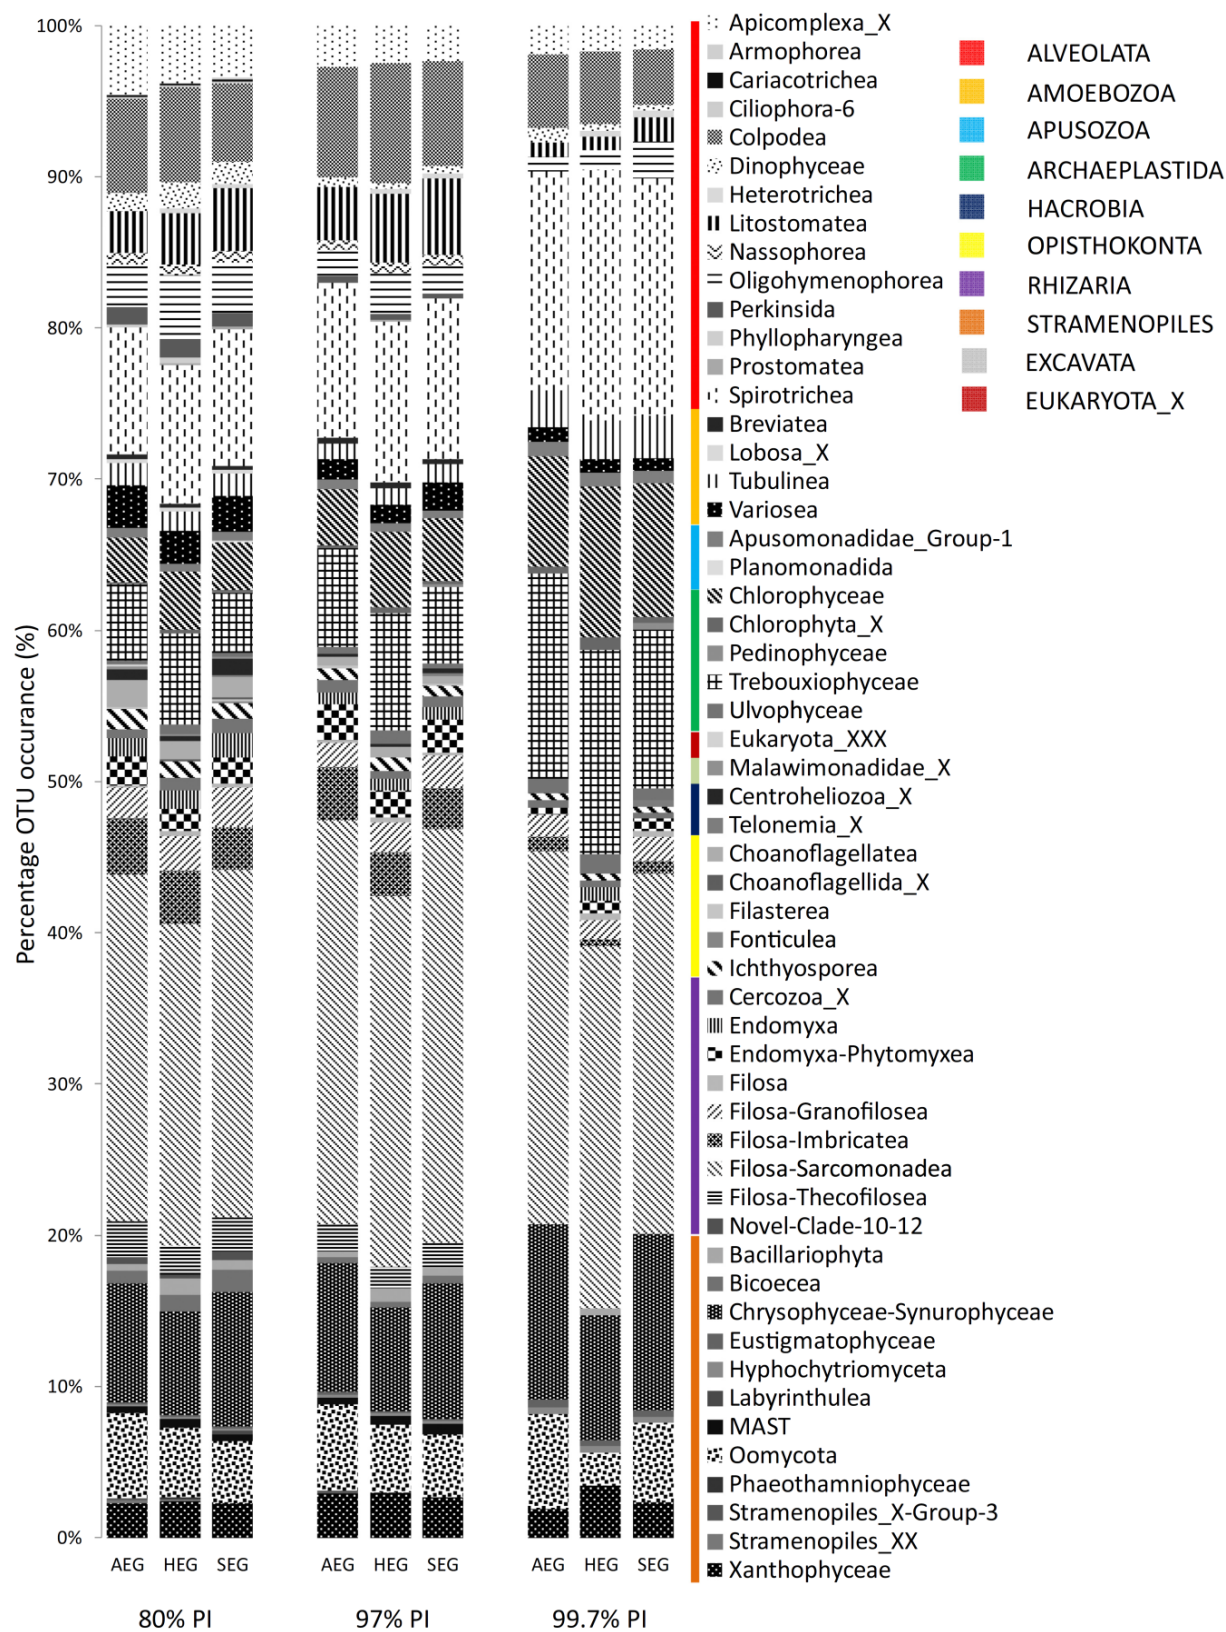 Percentage OTU occurance (%)
100%
90%
80%
70%
60%
50%
40%
30%
20%
10%
0%
AEG HEG SEG
AEG HEG SEG
AEG HEG SEG
80% PI
97% PI
99.7% PI
Apicomplexa_X
Armophorea
Cariacotrichea
Ciliophora-6
Colpodea
Dinophyceae
Heterotrichea
Litostomatea
Nassophorea
Oligohymenophorea
Perkinsida
Phyllopharyngea
Prostomatea
Spirotrichea
Breviatea
Lobosa_X
Tubulinea
Variosea
Apusomonadidae_Group-1
Planomonadida
Chlorophyceae
Chlorophyta_X
Pedinophyceae
Trebouxiophyceae
Ulvophyceae
Eukaryota_XXX
Malawimonadidae_X
Centroheliozoa_X
Telonemia_X
Choanoflagellatea
Choanoflagellida_X
Filasterea
Fonticulea
Ichthyosporea
Cercozoa_X
Endomyxa
Endomyxa-Phytomyxea
Filosa
Filosa-Granofilosea
Filosa-Imbricatea
Filosa-Sarcomonadea
Filosa-Thecofilosea
Novel-Clade-10-12
Bacillariophyta
Bicoecea
Chrysophyceae-Synurophyceae
Eustigmatophyceae
Hyphochytriomyceta
Labyrinthulea
MAST
Oomycota
Phaeothamniophyceae
Stramenopiles_X-Group-3
Stramenopiles_XX
Xanthophyceae
ALVEOLATA
AMOEBOZOA
APUSOZOA
ARCHAEPLASTIDA
HACROBIA
OPISTHOKONTA
RHIZARIA
STRAMENOPILES
EXCAVATA
EUKARYOTA_X